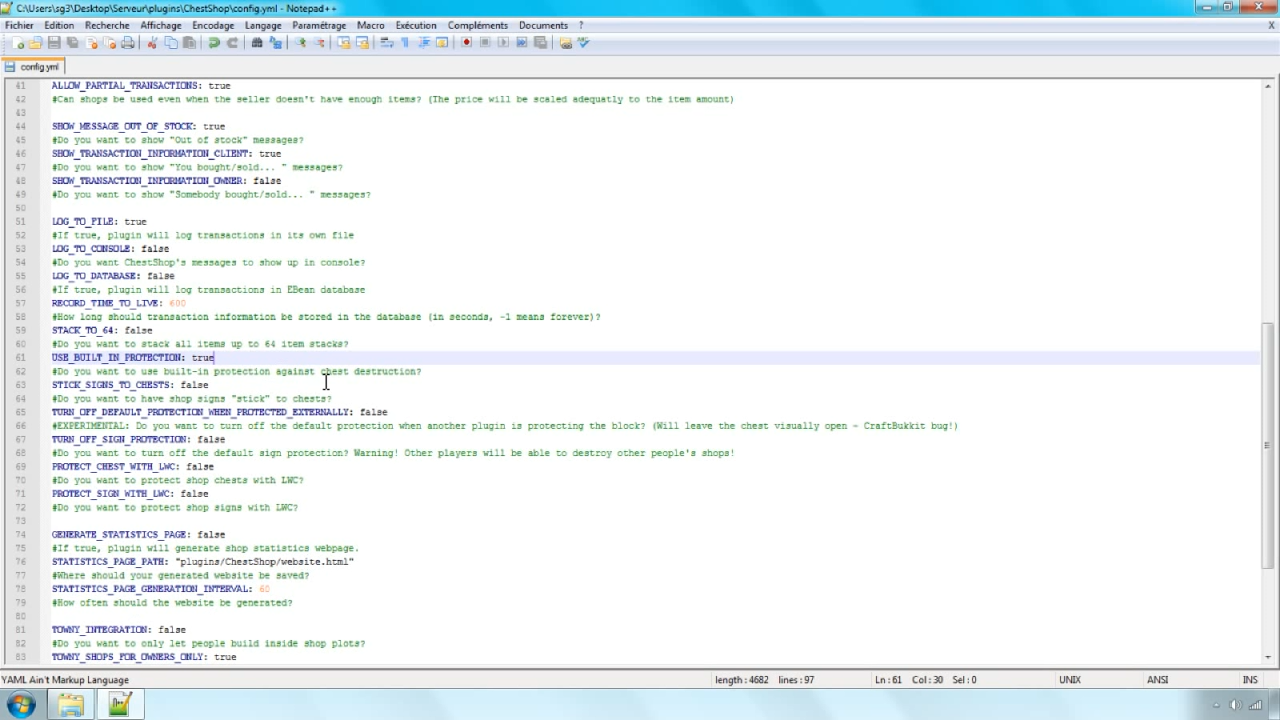 C:\Users\sg3\Desktop\Serveur\plugins\ChestShop\config.yml - Notepad++
Fichier Edition Recherche Affichage Encodage Langage Paramétrage Macro Exécution Compléments Documents ? X
config.yml
41 ALLOW_PARTIAL_TRANSACTIONS: true
42 #Can shops be used even when the seller doesn't have enough items? (The price will be scaled adequatly to the item amount)
43
44 SHOW_MESSAGE_OUT_OF_STOCK: true
45 #Do you want to show "Out of stock" messages?
46 SHOW_TRANSACTION_INFORMATION_CLIENT: true
47 #Do you want to show "You bought/sold... " messages?
48 SHOW_TRANSACTION_INFORMATION_OWNER: false
49 #Do you want to show "Somebody bought/sold... " messages?
50
51 LOG_TO_FILE: true
52 #If true, plugin will log transactions in its own file
53 LOG_TO_CONSOLE: false
54 #Do you want ChestShop's messages to show up in console?
55 LOG_TO_DATABASE: false
56 #If true, plugin will log transactions in EBean database
57 RECORD_TIME_TO_LIVE: 600
58 #How long should transaction information be stored in the database (in seconds, -1 means forever)?
59 STACK_TO_64: false
60 #Do you want to stack all items up to 64 item stacks?
61 USE_BUILT_IN_PROTECTION: true
62 #Do you want to use built-in protection against chest destruction?
63 STICK_SIGNS_TO_CHESTS: false
64 #Do you want to have shop signs "stick" to chests?
65 TURN_OFF_DEFAULT_PROTECTION_WHEN_PROTECTED_EXTERNALLY: false
66 #EXPERIMENTAL: Do you want to turn off the default protection when another plugin is protecting the block? (Will leave the chest visually open - CraftBukkit bug!)
67 TURN_OFF_SIGN_PROTECTION: false
68 #Do you want to turn off the default sign protection? Warning! Other players will be able to destroy other people's shops!
69 PROTECT_CHEST_WITH_LWC: false
70 #Do you want to protect shop chests with LWC?
71 PROTECT_SIGN_WITH_LWC: false
72 #Do you want to protect shop signs with LWC?
73
74 GENERATE_STATISTICS_PAGE: false
75 #If true, plugin will generate shop statistics webpage.
76 STATISTICS_PAGE_PATH: "plugins/ChestShop/website.html"
77 #Where should your generated website be saved?
78 STATISTICS_PAGE_GENERATION_INTERVAL: 60
79 #How often should the website be generated?
80
81 TOWNY_INTEGRATION: false
82 #Do you want to only let people build inside shop plots?
83 TOWNY_SHOPS_FOR_OWNERS_ONLY: true
YAML Ain't Markup Language length : 4682 lines : 97 Ln : 61 Col : 30 Sel : 0 UNIX ANSI INS